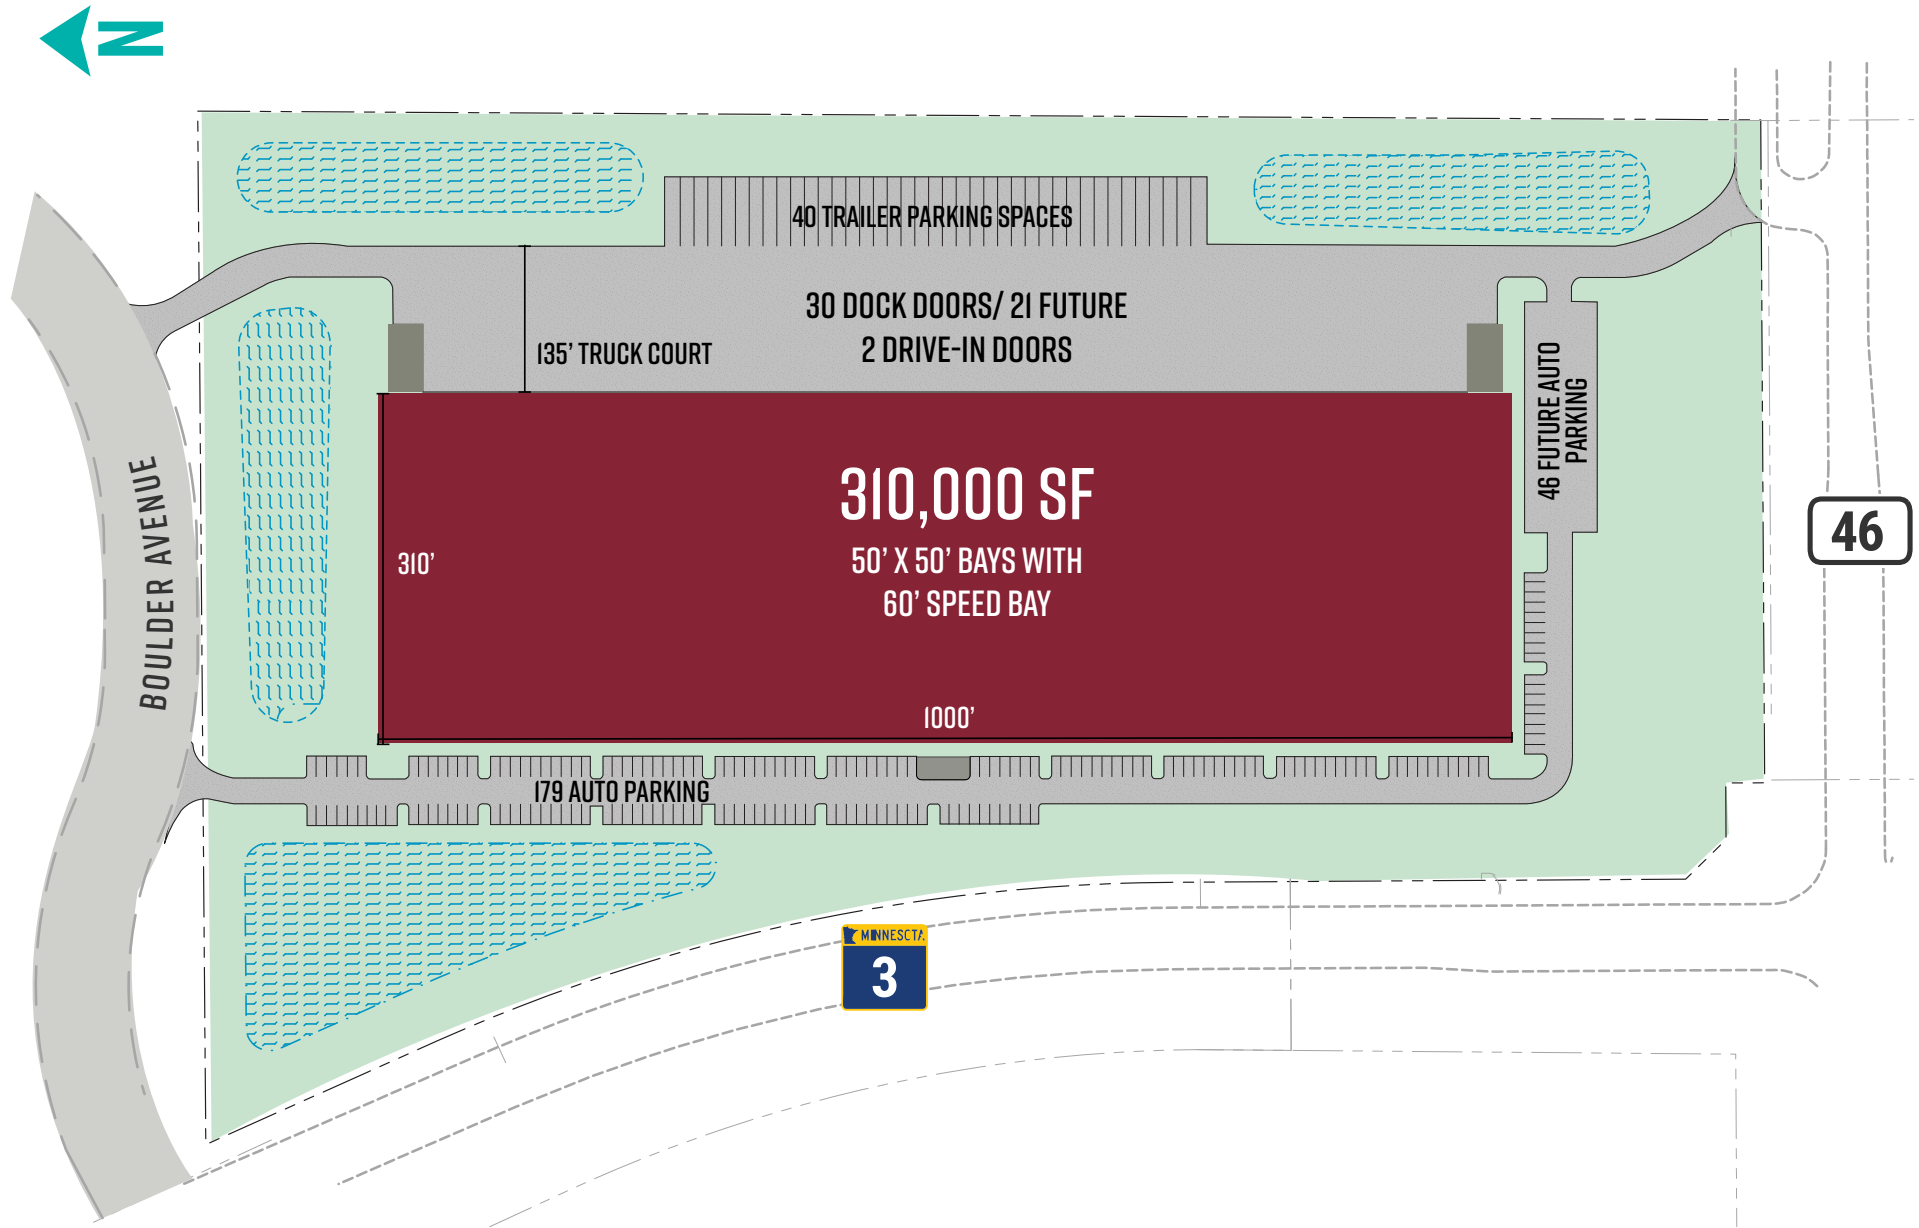 N
40 TRAILER PARKING SPACES
30 DOCK DOORS/ 21 FUTURE
2 DRIVE-IN DOORS
135' TRUCK COURT
46 FUTURE AUTO
PARKING
BOULDER AVENUE
310,000 SF
50' X 50' BAYS WITH
60' SPEED BAY
310'
1000'
46
179 AUTO PARKING
MINNESOTA
3